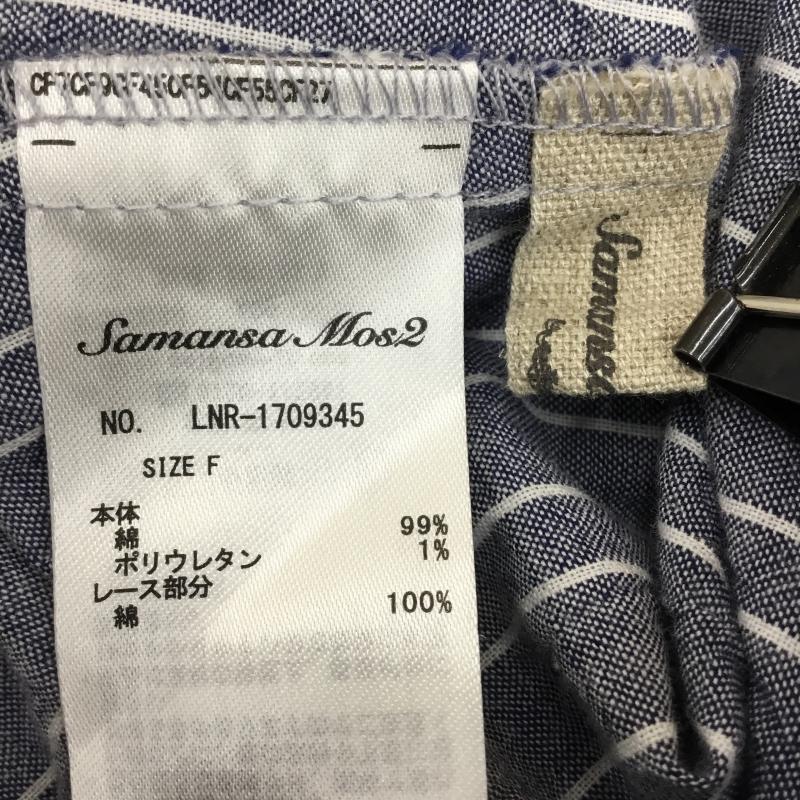 Samansa Mos2
NO. LNR-1709345
SIZE F
本体
綿 99%
ポリウレタン 1%
レース部分
綿 100%
Samansa